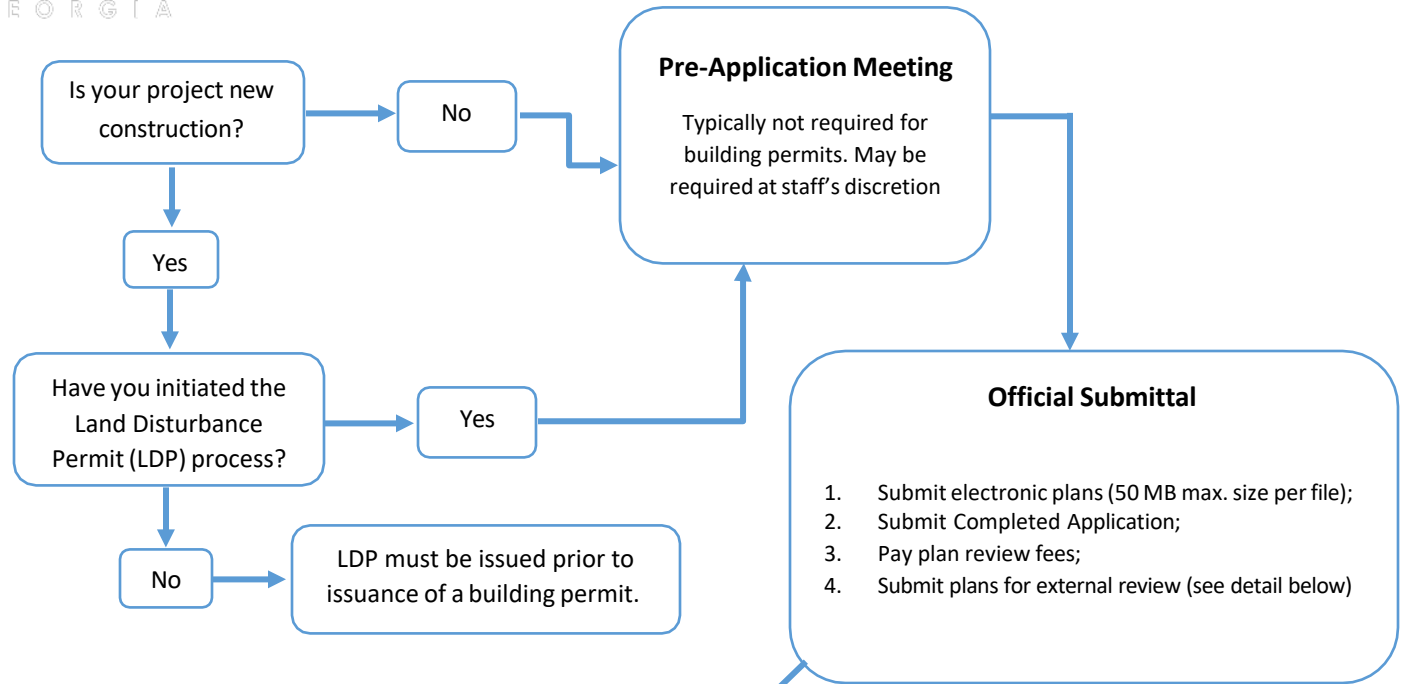 EORGIA
Is your project new
construction?
No
Pre-Application Meeting
Typically not required for
building permits. May be
required at staff’s discretion
Yes
Have you initiated the
Land Disturbance
Permit (LDP) process?
Yes
No
LDP must be issued prior to
issuance of a building permit.
Official Submittal
1. Submit electronic plans (50 MB max. size per file);
2. Submit Completed Application;
3. Pay plan review fees;
4. Submit plans for external review (see detail below)